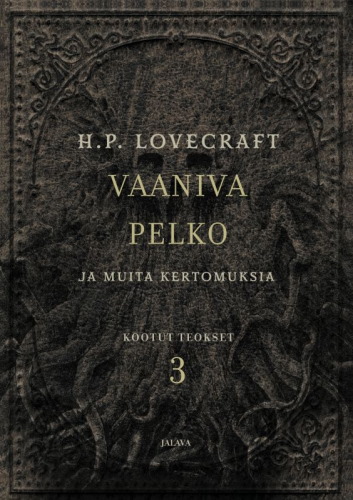 H.P. LOVECRAFT
VAANIVA
PELKO
JA MUITA KERTOMUKSIA
KOOTUT TEOKSET
3
JALAVA